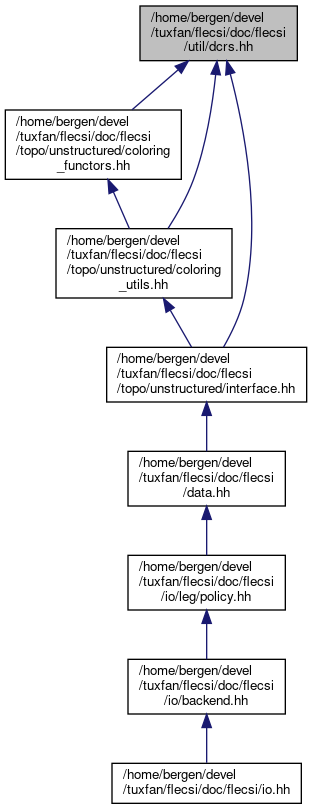 /home/bergen/devel
/tuxfan/flecsi/doc/flecsi
/util/dcrs.hh
/home/bergen/devel
/tuxfan/flecsi/doc/flecsi
/topo/unstructured/coloring
_functors.hh
/home/bergen/devel
/tuxfan/flecsi/doc/flecsi
/topo/unstructured/coloring
_utils.hh
/home/bergen/devel
/tuxfan/flecsi/doc/flecsi
/topo/unstructured/interface.hh
/home/bergen/devel
/tuxfan/flecsi/doc/flecsi
/data.hh
/home/bergen/devel
/tuxfan/flecsi/doc/flecsi
/io/leg/policy.hh
/home/bergen/devel
/tuxfan/flecsi/doc/flecsi
/io/backend.hh
/home/bergen/devel
/tuxfan/flecsi/doc/flecsi/io.hh